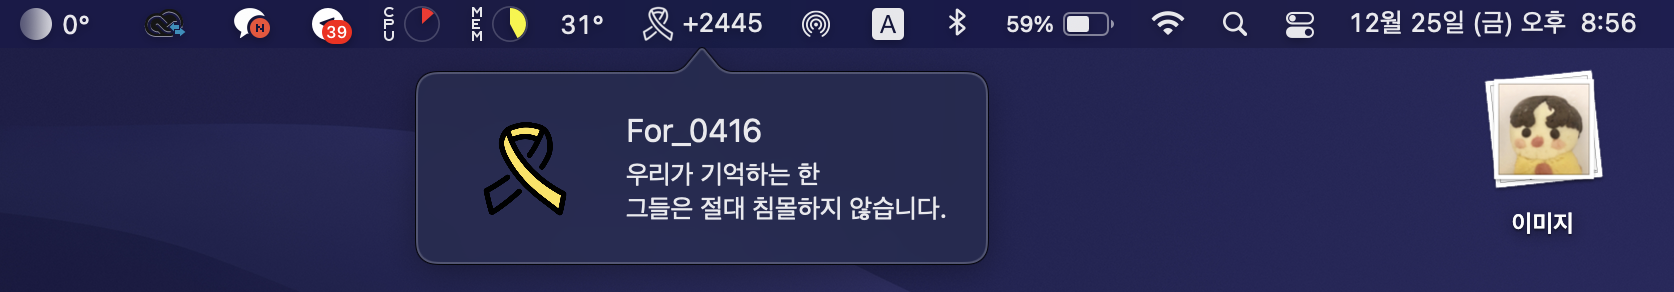 0° N 39 CPU MEM 31° +2445 A 59% 12월 25일 (금) 오후 8:56
For_0416
우리가 기억하는 한
그들은 절대 침몰하지 않습니다.
이미지